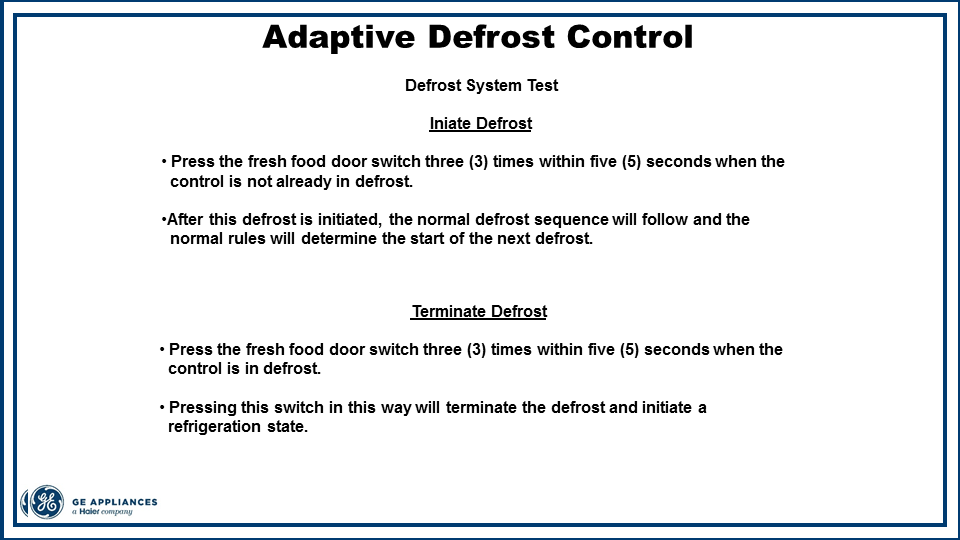 Adaptive Defrost Control
Defrost System Test
Iniate Defrost
• Press the fresh food door switch three (3) times within five (5) seconds when the
control is not already in defrost.
•After this defrost is initiated, the normal defrost sequence will follow and the
normal rules will determine the start of the next defrost.
Terminate Defrost
• Press the fresh food door switch three (3) times within five (5) seconds when the
control is in defrost.
• Pressing this switch in this way will terminate the defrost and initiate a
refrigeration state.
GE APPLIANCES
a Haier company